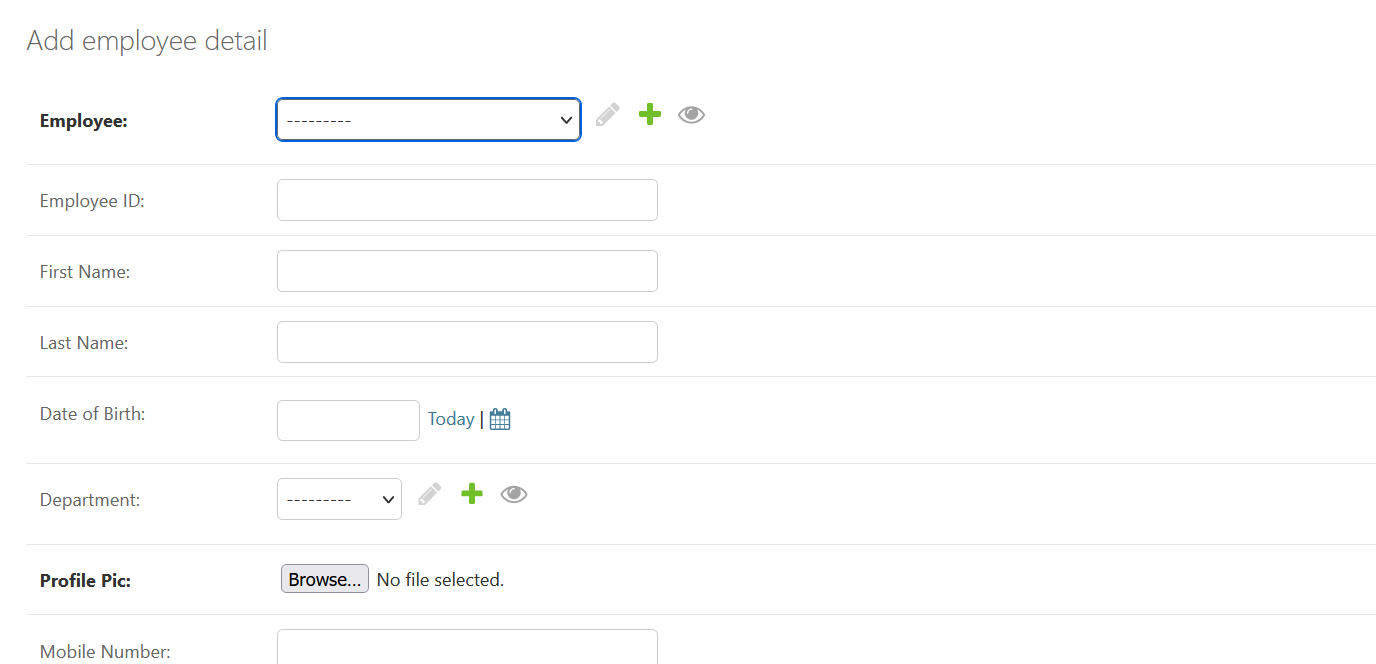 Add employee detail
Employee: ---------
Employee ID:
First Name:
Last Name:
Date of Birth: Today |
Department: ---------
Profile Pic: Browse... No file selected.
Mobile Number: